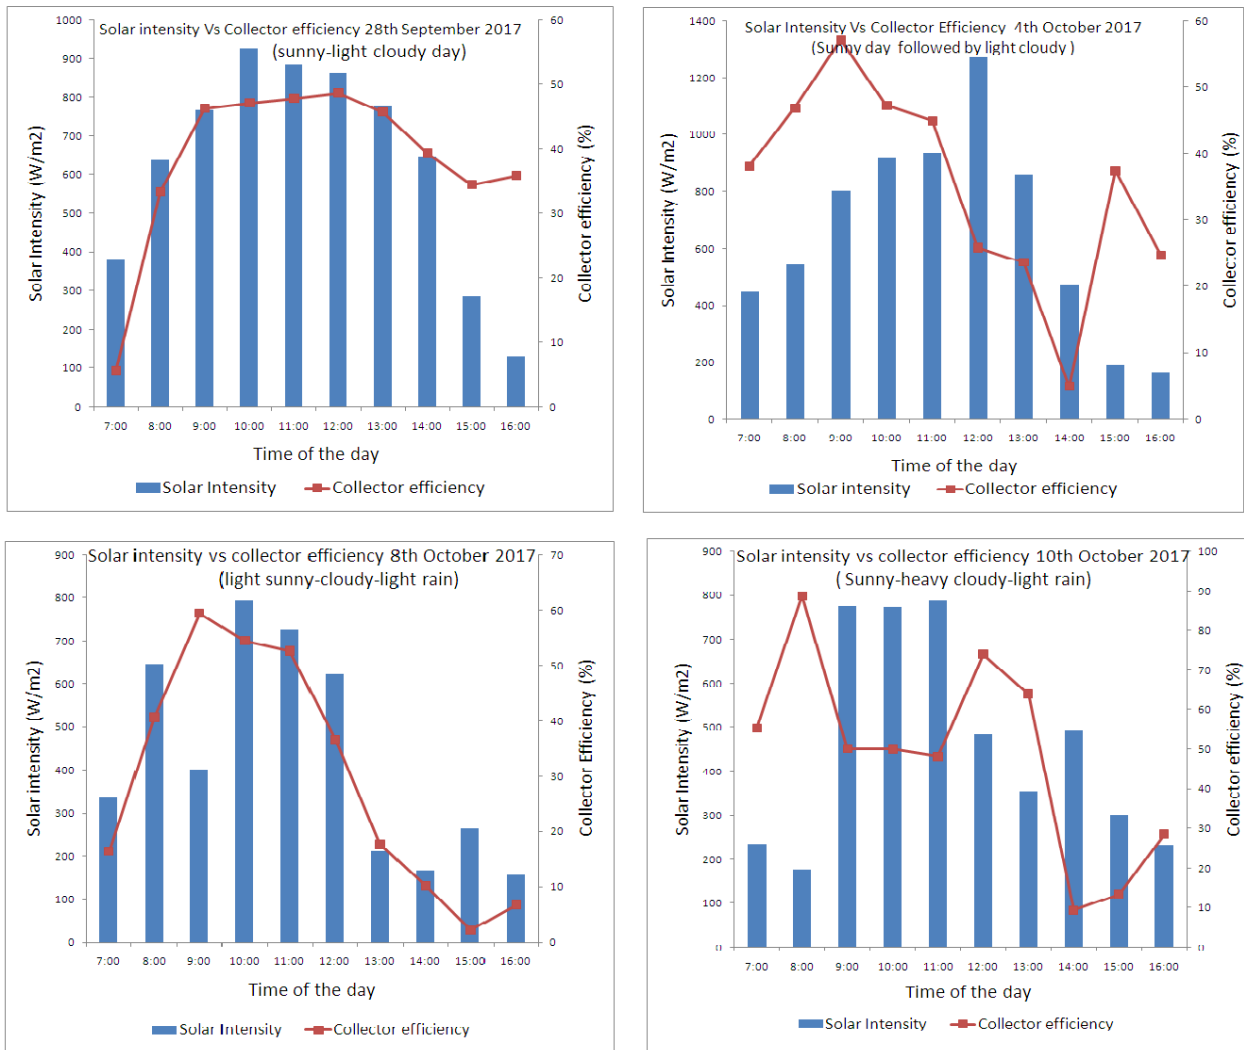 Solar intensity Vs Collector efficiency 28th September 2017
(sunny-light cloudy day)
Solar Intensity (W/m2)
1000
900
800
700
600
500
400
300
200
100
0
60
50
40
30
20
10
0
Collector efficiency (%)
7:00 8:00 9:00 10:00 11:00 12:00 13:00 14:00 15:00 16:00
Time of the day
Solar Intensity Collector efficiency
Solar Intensity Vs Collector Efficiency 4th October 2017
(Sunny day followed by light cloudy )
Solar Intensity (W/m2)
1400
1200
1000
800
600
400
200
0
60
50
40
30
20
10
0
Collector efficiency (%)
7:00 8:00 9:00 10:00 11:00 12:00 13:00 14:00 15:00 16:00
Time of the day
Solar intensity Collector efficiency
Solar intensity vs collector efficiency 8th October 2017
(light sunny-cloudy-light rain)
Solar intensity (W/m2)
900
800
700
600
500
400
300
200
100
0
70
60
50
40
30
20
10
0
Collector Efficiency (%)
7:00 8:00 9:00 10:00 11:00 12:00 13:00 14:00 15:00 16:00
Time of the day
Solar Intensity Collector efficiency
Solar intensity vs collector efficiency 10th October 2017
( Sunny-heavy cloudy-light rain)
Solar Intensity (W/m2)
900
800
700
600
500
400
300
200
100
0
100
90
80
70
60
50
40
30
20
10
0
Collector efficiency (%)
7:00 8:00 9:00 10:00 11:00 12:00 13:00 14:00 15:00 16:00
Time of the day
Solar Intensity Collector efficiency